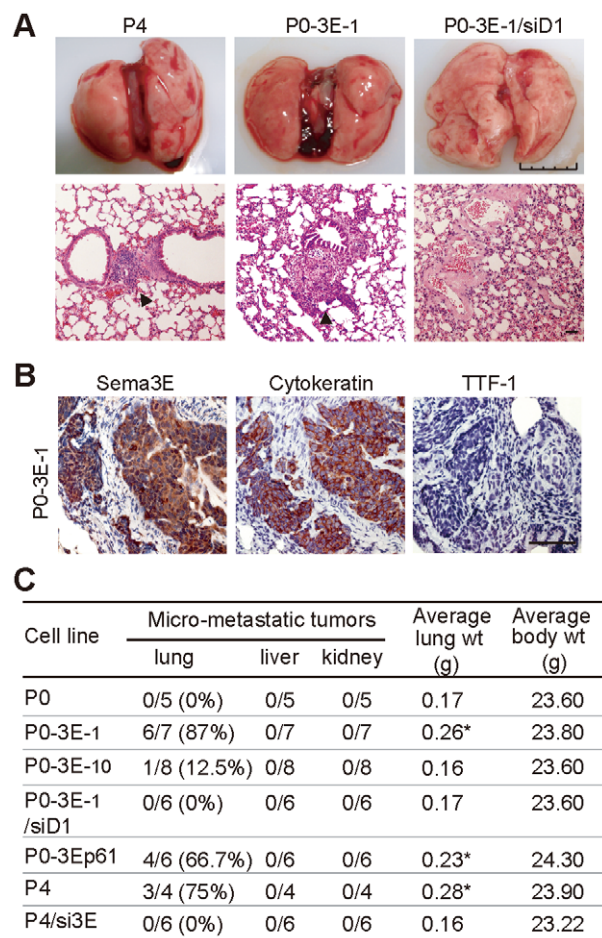 A
P4 P0-3E-1 P0-3E-1/siD1
B
Sema3E Cytokeratin TTF-1
P0-3E-1
C
Cell line Micro-metastatic tumors Average lung wt (g) Average body wt (g)
lung liver kidney
P0 0/5 (0%) 0/5 0/5 0.17 23.60
P0-3E-1 6/7 (87%) 0/7 0/7 0.26* 23.80
P0-3E-10 1/8 (12.5%) 0/8 0/8 0.16 23.60
P0-3E-1 /siD1 0/6 (0%) 0/6 0/6 0.17 23.60
P0-3Ep61 4/6 (66.7%) 0/6 0/6 0.23* 24.30
P4 3/4 (75%) 0/4 0/4 0.28* 23.90
P4/si3E 0/6 (0%) 0/6 0/6 0.16 23.22